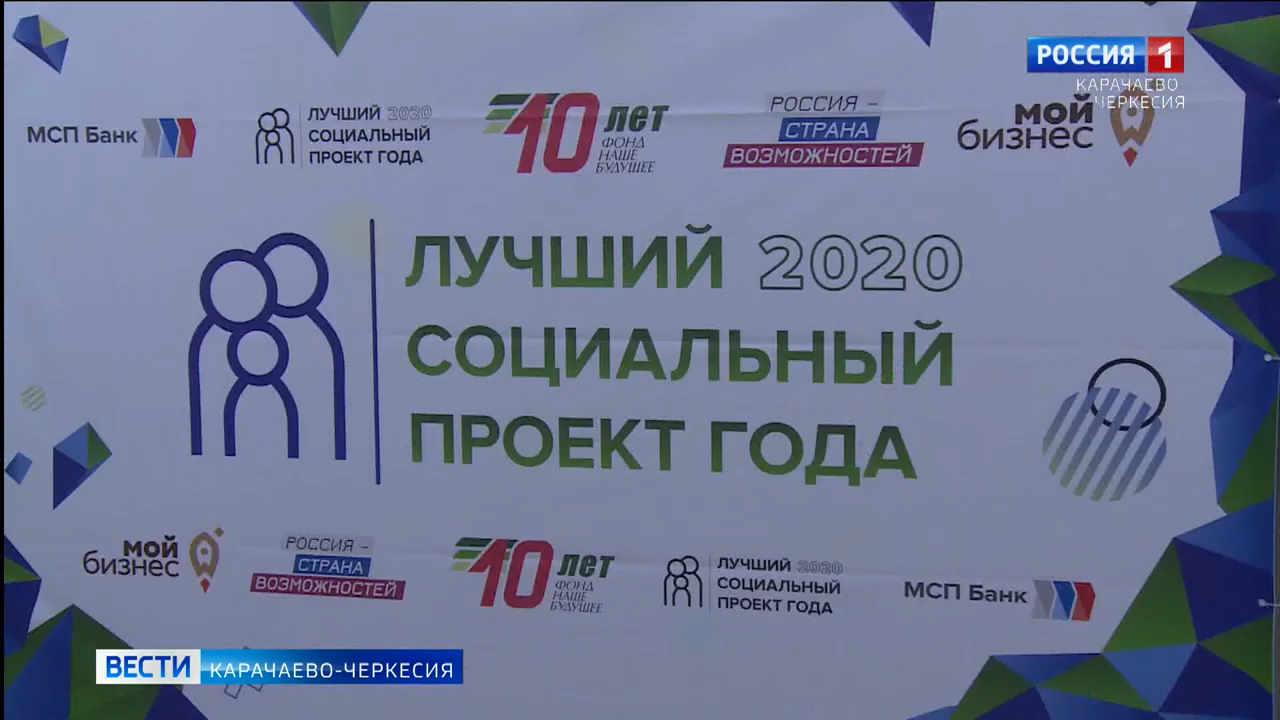 РОССИЯ 1
КАРАЧАЕВО
ЧЕРКЕСИЯ
МСП Банк
ЛУЧШИЙ 2020
СОЦИАЛЬНЫЙ
ПРОЕКТ ГОДА
10 лет
ФОНД
НАШЕ
БУДУЩЕЕ
РОССИЯ –
СТРАНА
ВОЗМОЖНОСТЕЙ
мой
бизнес
ЛУЧШИЙ 2020
СОЦИАЛЬНЫЙ
ПРОЕКТ ГОДА
мой
бизнес
РОССИЯ –
СТРАНА
ВОЗМОЖНОСТЕЙ
10 лет
ФОНД
НАШЕ
БУДУЩЕЕ
ЛУЧШИЙ 2020
СОЦИАЛЬНЫЙ
ПРОЕКТ ГОДА
МСП Банк
ВЕСТИ КАРАЧАЕВО-ЧЕРКЕСИЯ